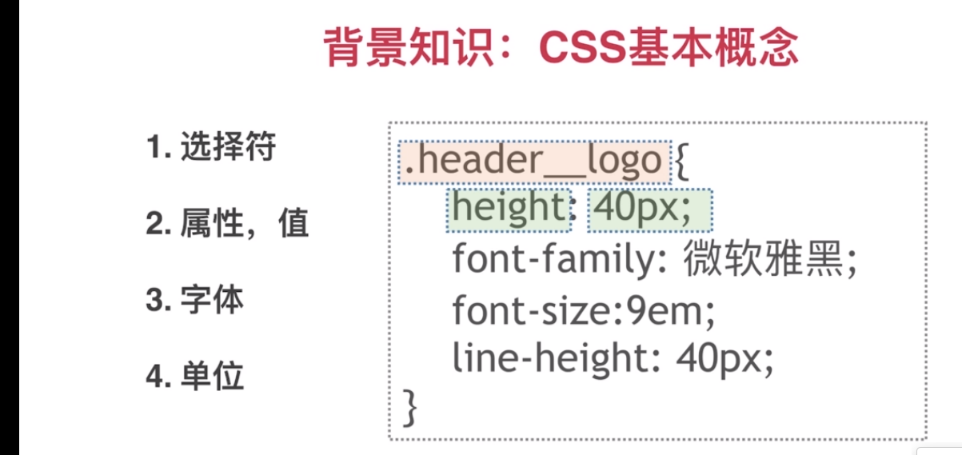 背景知识：CSS基本概念
1. 选择符
2. 属性，值
3. 字体
4. 单位
.header__logo{
height: 40px;
font-family: 微软雅黑;
font-size:9em;
line-height: 40px;
}